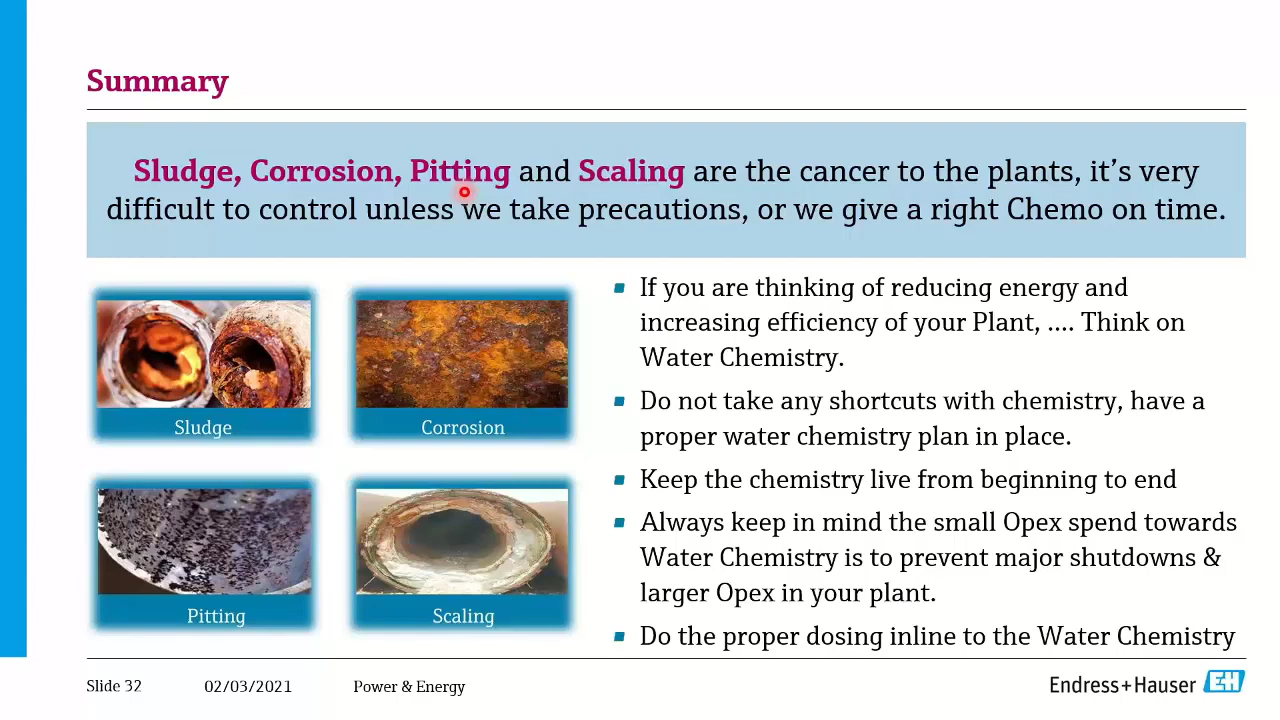 Summary
Sludge, Corrosion, Pitting and Scaling are the cancer to the plants, it’s very
difficult to control unless we take precautions, or we give a right Chemo on time.
Sludge
Corrosion
Pitting
Scaling
If you are thinking of reducing energy and
increasing efficiency of your Plant, .... Think on
Water Chemistry.
Do not take any shortcuts with chemistry, have a
proper water chemistry plan in place.
Keep the chemistry live from beginning to end
Always keep in mind the small Opex spend towards
Water Chemistry is to prevent major shutdowns &
larger Opex in your plant.
Do the proper dosing inline to the Water Chemistry
Slide 32 02/03/2021 Power & Energy
Endress+Hauser EH